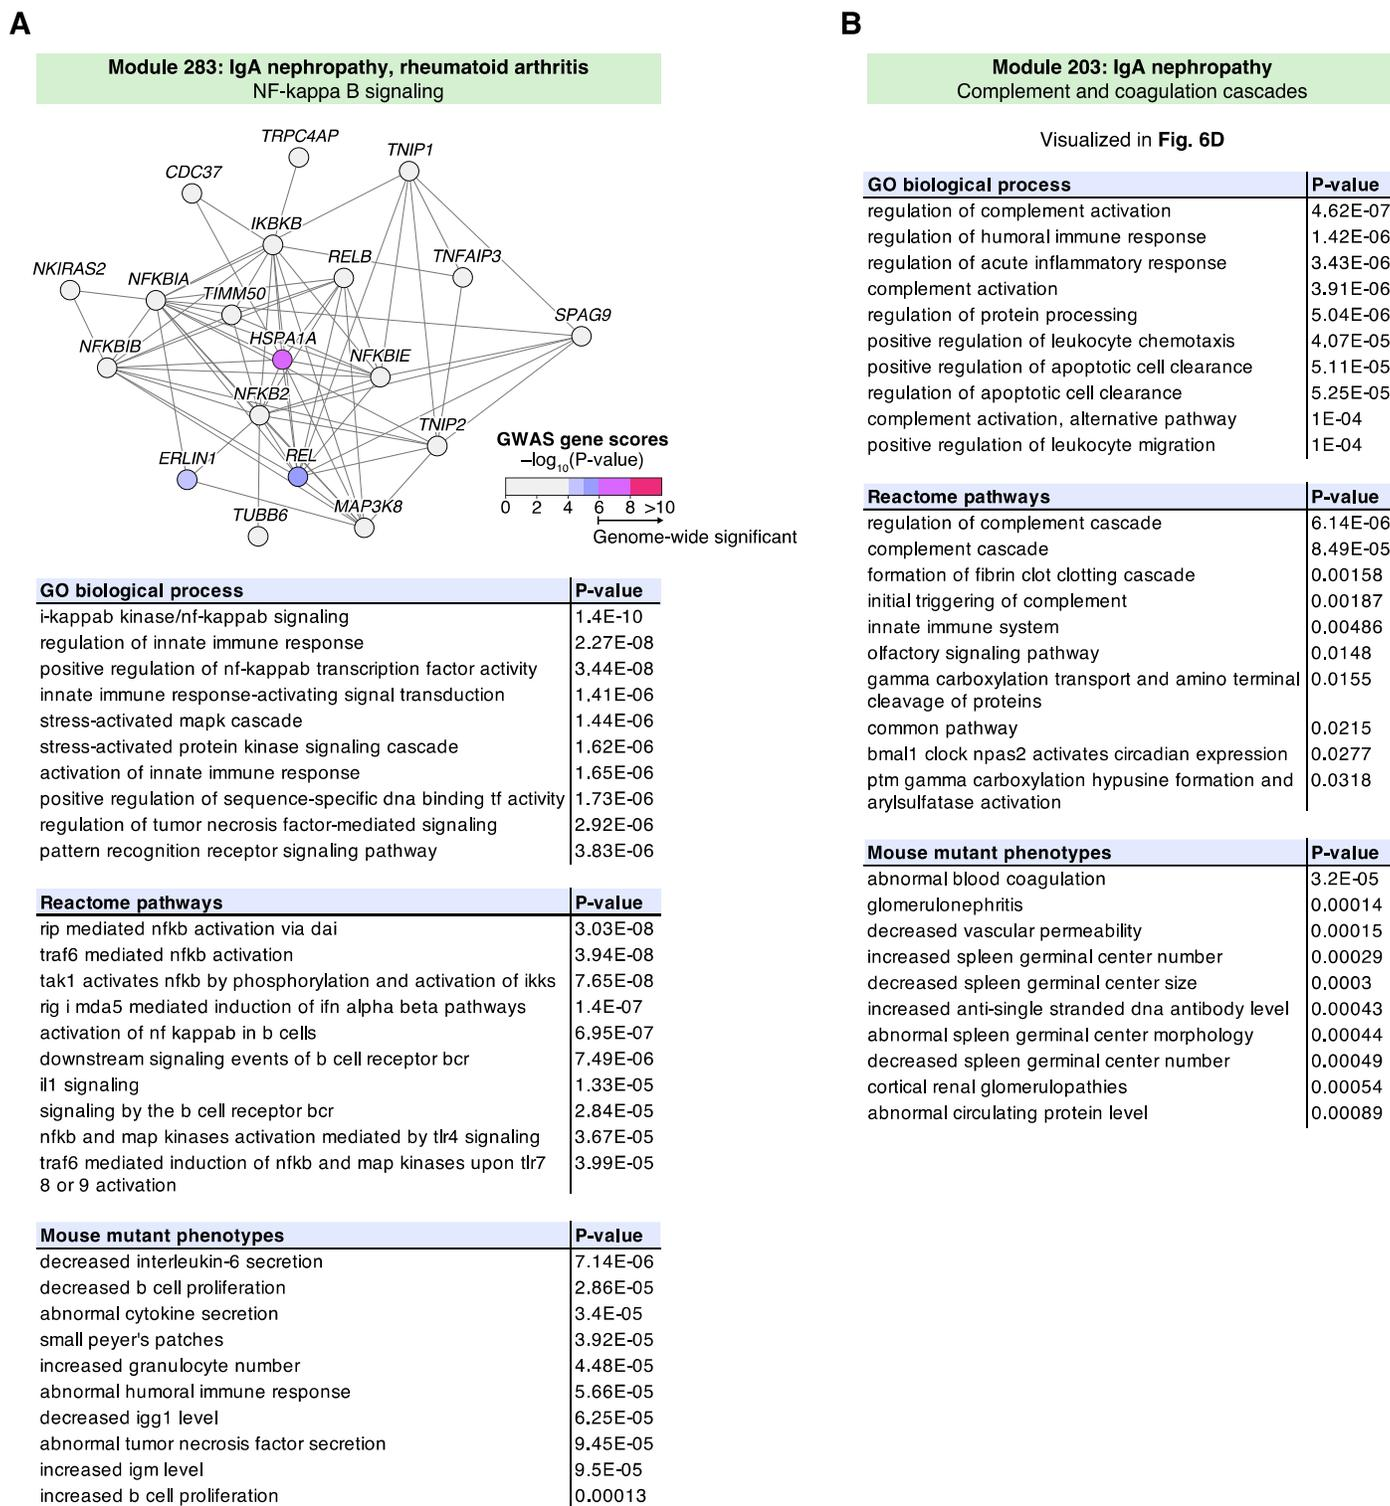 A
Module 283: IgA nephropathy, rheumatoid arthritis
NF-kappa B signaling
TRPC4AP
TNIP1
CDC37
IKBKB
RELB
TNFAIP3
NKIRAS2
NFKBIA
TIMM50
SPAG9
HSPA1A
NFKBIB
NFKBIE
NFKB2
TNIP2
ERLIN1
REL
TUBB6
MAP3K8
GWAS gene scores
–log10(P-value)
0 2 4 6 8 >10
Genome-wide significant
GO biological process P-value
i-kappab kinase/nf-kappab signaling 1.4E-10
regulation of innate immune response 2.27E-08
positive regulation of nf-kappab transcription factor activity 3.44E-08
innate immune response-activating signal transduction 1.41E-06
stress-activated mapk cascade 1.44E-06
stress-activated protein kinase signaling cascade 1.62E-06
activation of innate immune response 1.65E-06
positive regulation of sequence-specific dna binding tf activity 1.73E-06
regulation of tumor necrosis factor-mediated signaling 2.92E-06
pattern recognition receptor signaling pathway 3.83E-06
Reactome pathways P-value
rip mediated nfkb activation via dai 3.03E-08
traf6 mediated nfkb activation 3.94E-08
tak1 activates nfkb by phosphorylation and activation of ikks 7.65E-08
rig i mda5 mediated induction of ifn alpha beta pathways 1.4E-07
activation of nf kappab in b cells 6.95E-07
downstream signaling events of b cell receptor bcr 7.49E-06
il1 signaling 1.33E-05
signaling by the b cell receptor bcr 2.84E-05
nfkb and map kinases activation mediated by tlr4 signaling 3.67E-05
traf6 mediated induction of nfkb and map kinases upon tlr7 3.99E-05
8 or 9 activation
Mouse mutant phenotypes P-value
decreased interleukin-6 secretion 7.14E-06
decreased b cell proliferation 2.86E-05
abnormal cytokine secretion 3.4E-05
small peyer's patches 3.92E-05
increased granulocyte number 4.48E-05
abnormal humoral immune response 5.66E-05
decreased igg1 level 6.25E-05
abnormal tumor necrosis factor secretion 9.45E-05
increased igm level 9.5E-05
increased b cell proliferation 0.00013
B
Module 203: IgA nephropathy
Complement and coagulation cascades
Visualized in Fig. 6D
GO biological process P-value
regulation of complement activation 4.62E-07
regulation of humoral immune response 1.42E-06
regulation of acute inflammatory response 3.43E-06
complement activation 3.91E-06
regulation of protein processing 5.04E-06
positive regulation of leukocyte chemotaxis 4.07E-05
positive regulation of apoptotic cell clearance 5.11E-05
regulation of apoptotic cell clearance 5.25E-05
complement activation, alternative pathway 1E-04
positive regulation of leukocyte migration 1E-04
Reactome pathways P-value
regulation of complement cascade 6.14E-06
complement cascade 8.49E-05
formation of fibrin clot clotting cascade 0.00158
initial triggering of complement 0.00187
innate immune system 0.00486
olfactory signaling pathway 0.0148
gamma carboxylation transport and amino terminal 0.0155
cleavage of proteins
common pathway 0.0215
bmal1 clock npas2 activates circadian expression 0.0277
ptm gamma carboxylation hypusine formation and 0.0318
arylsulfatase activation
Mouse mutant phenotypes P-value
abnormal blood coagulation 3.2E-05
glomerulonephritis 0.00014
decreased vascular permeability 0.00015
increased spleen germinal center number 0.00029
decreased spleen germinal center size 0.0003
increased anti-single stranded dna antibody level 0.00043
abnormal spleen germinal center morphology 0.00044
decreased spleen germinal center number 0.00049
cortical renal glomerulopathies 0.00054
abnormal circulating protein level 0.00089